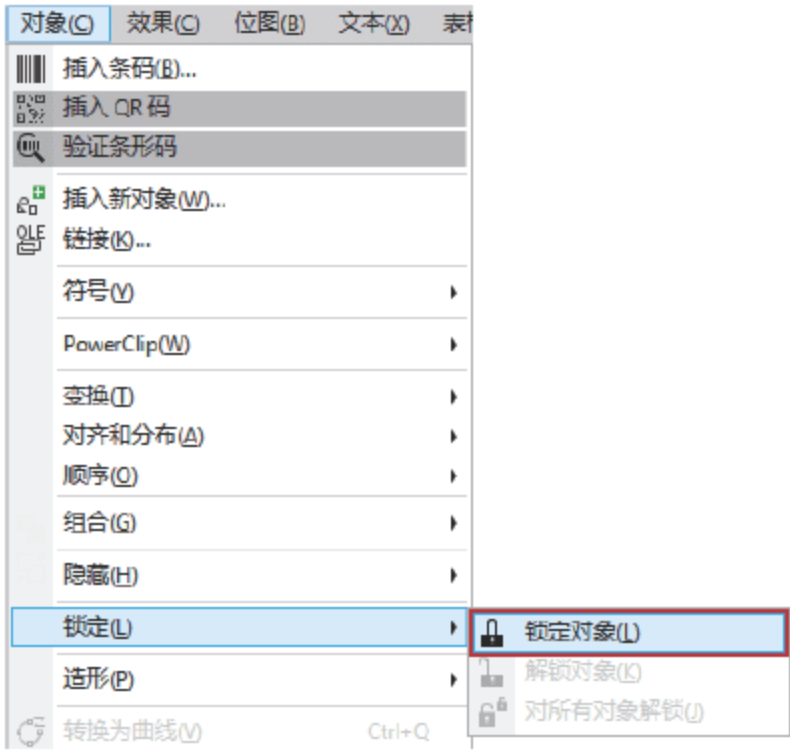 对象(C) 效果(C) 位图(B) 文本(X)
插入条码(B)...
插入 QR 码
验证条形码
插入新对象(W)...
链接(K)...
符号(Y)
PowerClip(W)
变换(T)
对齐和分布(A)
顺序(O)
组合(G)
隐藏(H)
锁定(L)
锁定对象(L)
解锁对象(K)
造形(P)
对所有对象解锁(J)
转换为曲线(V) Ctrl+Q